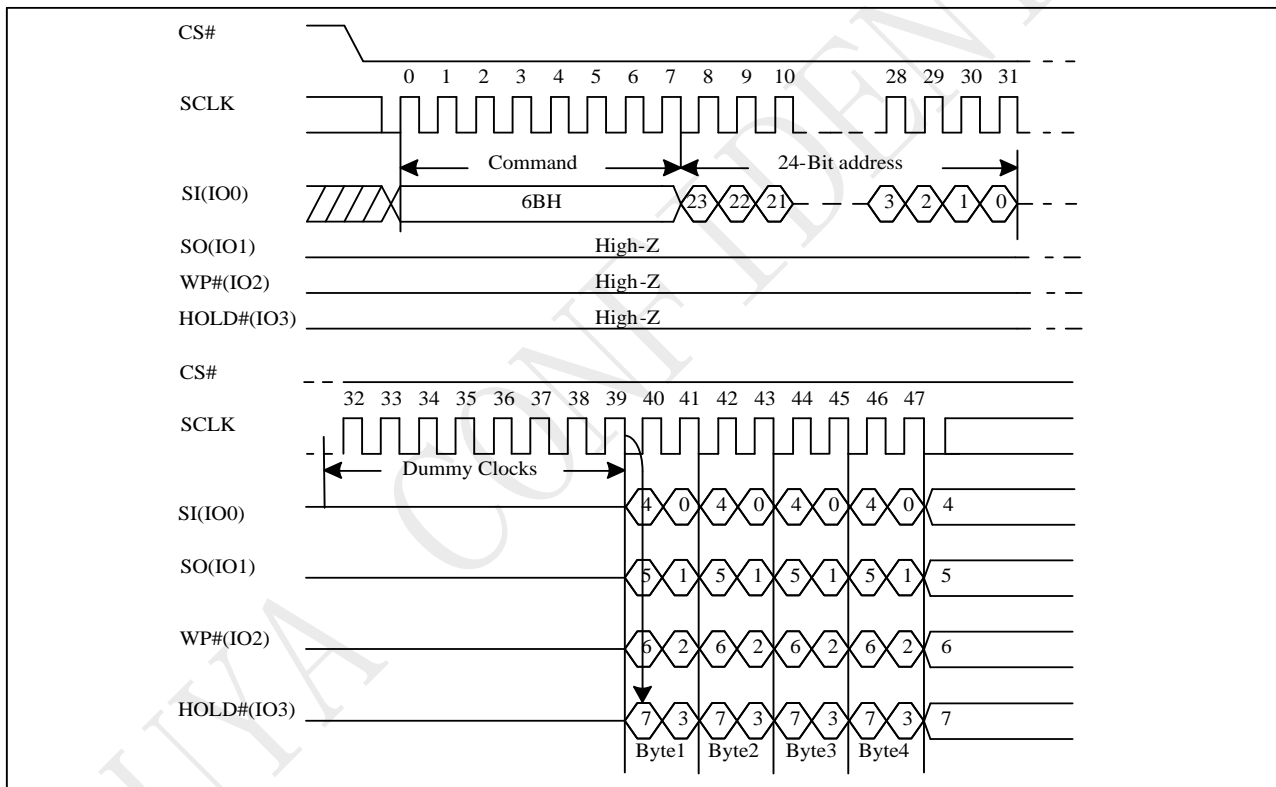 CS#
0 1 2 3 4 5 6 7 8 9 10 28 29 30 31
SCLK
Command 24-Bit address
SI(IO0) 6BH 23 22 21 3 2 1 0
SO(IO1) High-Z
WP#(IO2) High-Z
HOLD#(IO3) High-Z
CS#
32 33 34 35 36 37 38 39 40 41 42 43 44 45 46 47
SCLK
Dummy Clocks
SI(IO0) 4 0 4 0 4 0 4 0 4
SO(IO1) 5 1 5 1 5 1 5 1 5
WP#(IO2) 6 2 6 2 6 2 6 2 6
HOLD#(IO3) 7 3 7 3 7 3 7 3 7
Byte1 Byte2 Byte3 Byte4